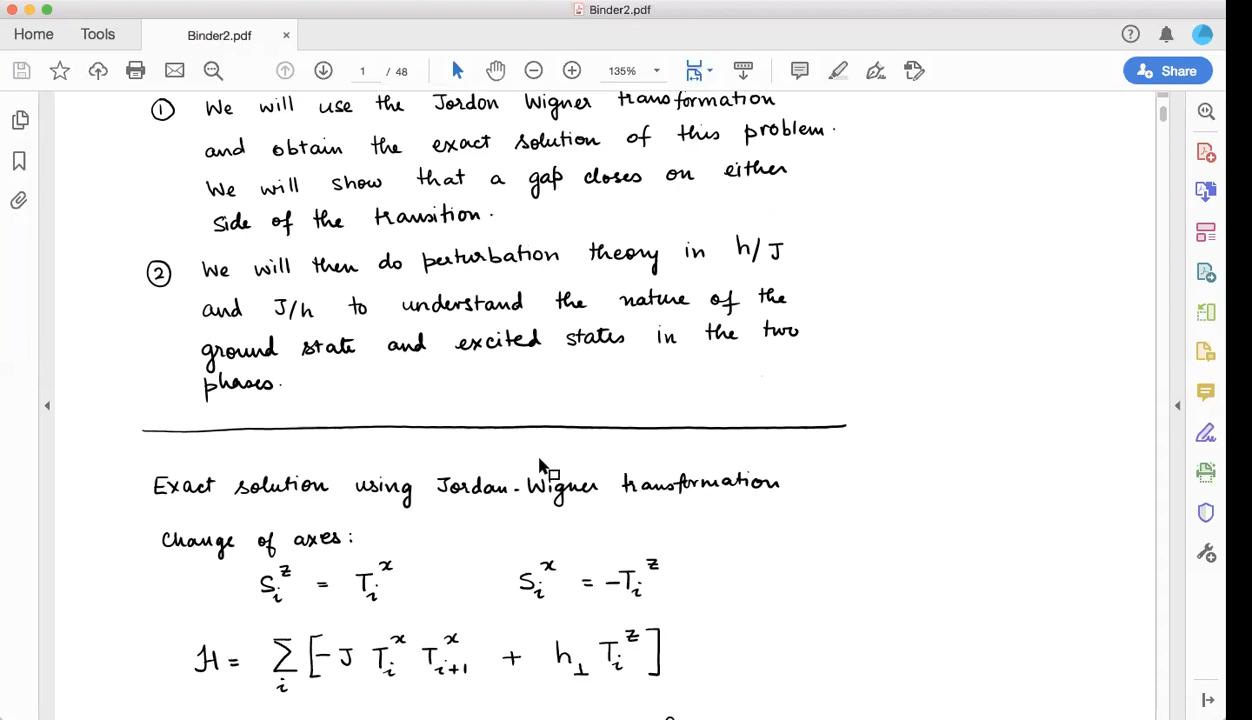 Binder2.pdf
Home Tools Binder2.pdf ×
1 / 48 135% Share
① We will use the Jordon Wigner transformation
and obtain the exact solution of this problem.
We will show that a gap closes on either
side of the transition.
② We will then do perturbation theory in h/J
and J/h to understand the nature of the
ground state and excited states in the two
phases.
Exact solution using Jordan-Wigner transformation
Change of axes:
S_i^z = T_i^x S_i^x = -T_i^z
H = Σ_i [-J T_i^x T_{i+1}^x + h_⊥ T_i^z]